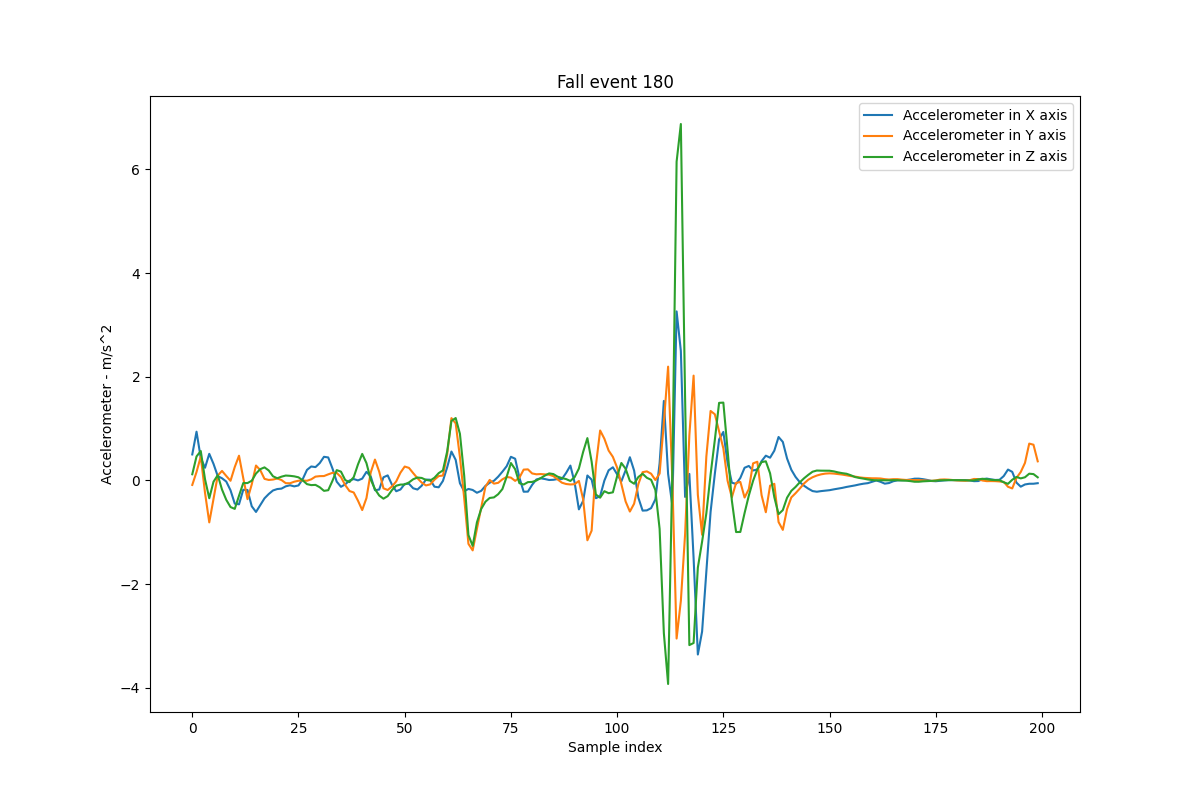 Fall event 180
Accelerometer in X axis
Accelerometer in Y axis
Accelerometer in Z axis
Accelerometer - m/s^2
6
4
2
0
−2
−4
0 25 50 75 100 125 150 175 200
Sample index